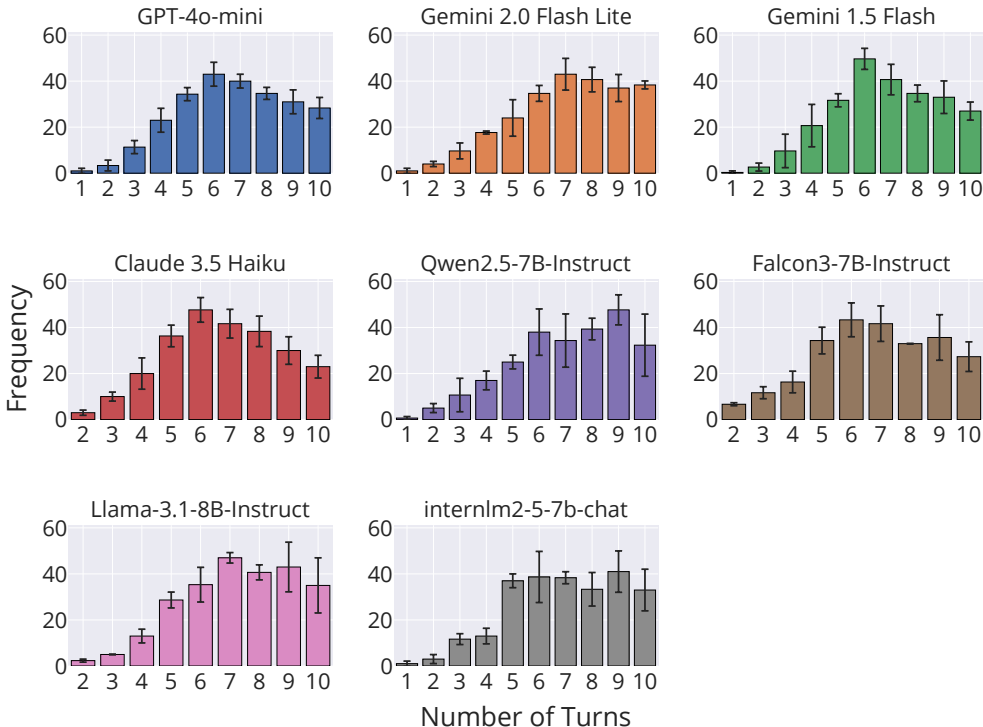 GPT-4o-mini
60
40
20
0
1 2 3 4 5 6 7 8 9 10
Gemini 2.0 Flash Lite
60
40
20
0
1 2 3 4 5 6 7 8 9 10
Gemini 1.5 Flash
60
40
20
0
1 2 3 4 5 6 7 8 9 10
Frequency
Claude 3.5 Haiku
60
40
20
0
2 3 4 5 6 7 8 9 10
Qwen2.5-7B-Instruct
60
40
20
0
1 2 3 4 5 6 7 8 9 10
Falcon3-7B-Instruct
60
40
20
0
2 3 4 5 6 7 8 9 10
Llama-3.1-8B-Instruct
60
40
20
0
2 3 4 5 6 7 8 9 10
internlm2-5-7b-chat
60
40
20
0
1 2 3 4 5 6 7 8 9 10
Number of Turns